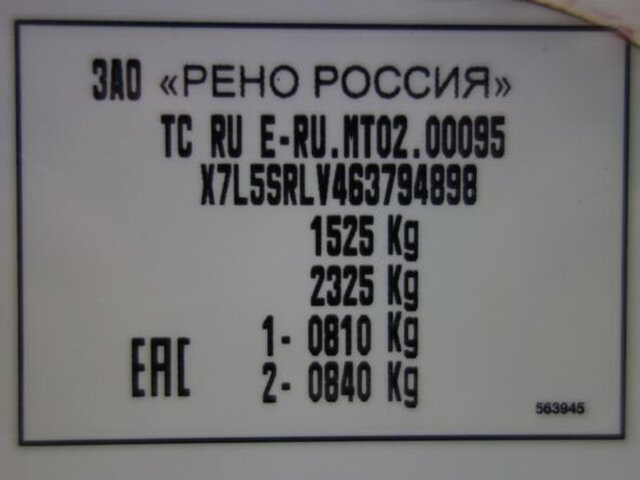 ЗАО «РЕНО РОССИЯ»
TC RU E-RU.MT02.00095
X7L5SRLV463794898
1525 Kg
2325 Kg
1- 0810 Kg
2- 0840 Kg
EAC
563945